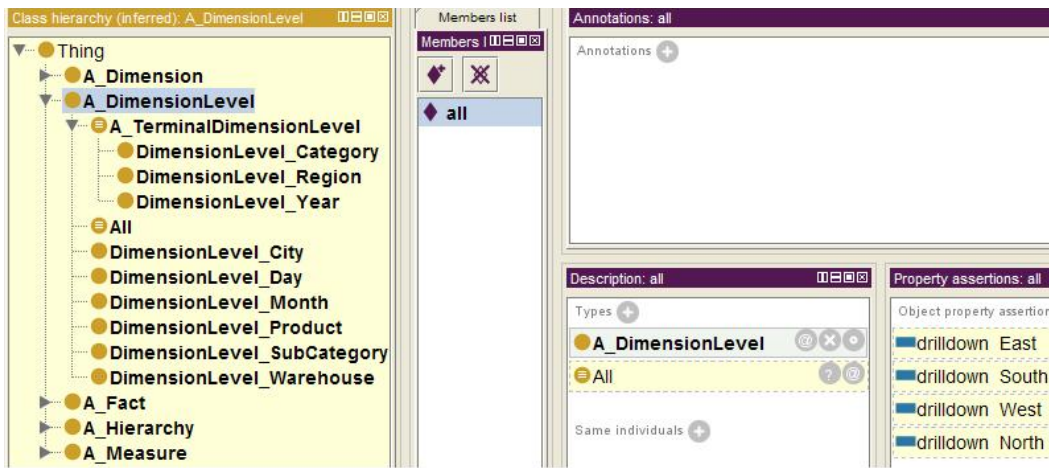 Class hierarchy (inferred): A_DimensionLevel
Thing
A_Dimension
A_DimensionLevel
A_TerminalDimensionLevel
DimensionLevel_Category
DimensionLevel_Region
DimensionLevel_Year
All
DimensionLevel_City
DimensionLevel_Day
DimensionLevel_Month
DimensionLevel_Product
DimensionLevel_SubCategory
DimensionLevel_Warehouse
A_Fact
A_Hierarchy
A_Measure
Members list
Members l
all
Annotations: all
Annotations
Description: all
Types
A_DimensionLevel
All
Same individuals
Property assertions: all
Object property assertion
drilldown East
drilldown South
drilldown West
drilldown North